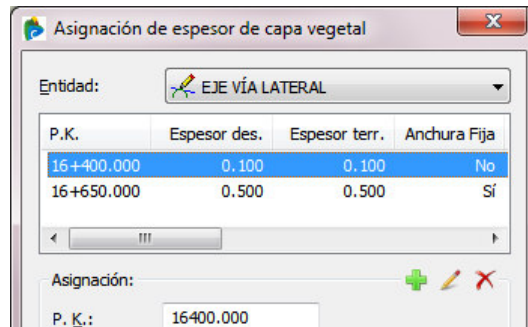 Asignación de espesor de capa vegetal
Entidad: EJE VÍA LATERAL
P.K. Espesor des. Espesor terr. Anchura Fija
16+400.000 0.100 0.100 No
16+650.000 0.500 0.500 Sí
Asignación:
P. K.: 16400.000